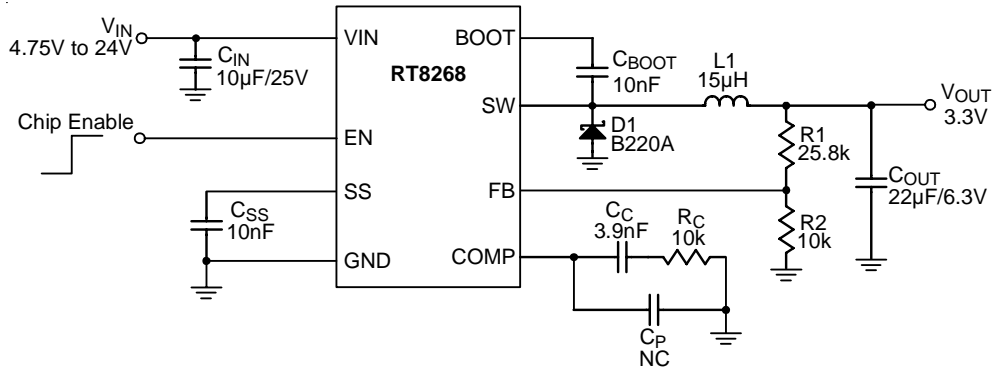 VIN
4.75V to 24V
CIN
10µF/25V
Chip Enable
CSS
10nF
VIN
EN
SS
GND
RT8268
BOOT
SW
FB
COMP
CBOOT
10nF
L1
15µH
D1
B220A
VOUT
3.3V
R1
25.8k
COUT
22µF/6.3V
R2
10k
CC
3.9nF
RC
10k
CP
NC